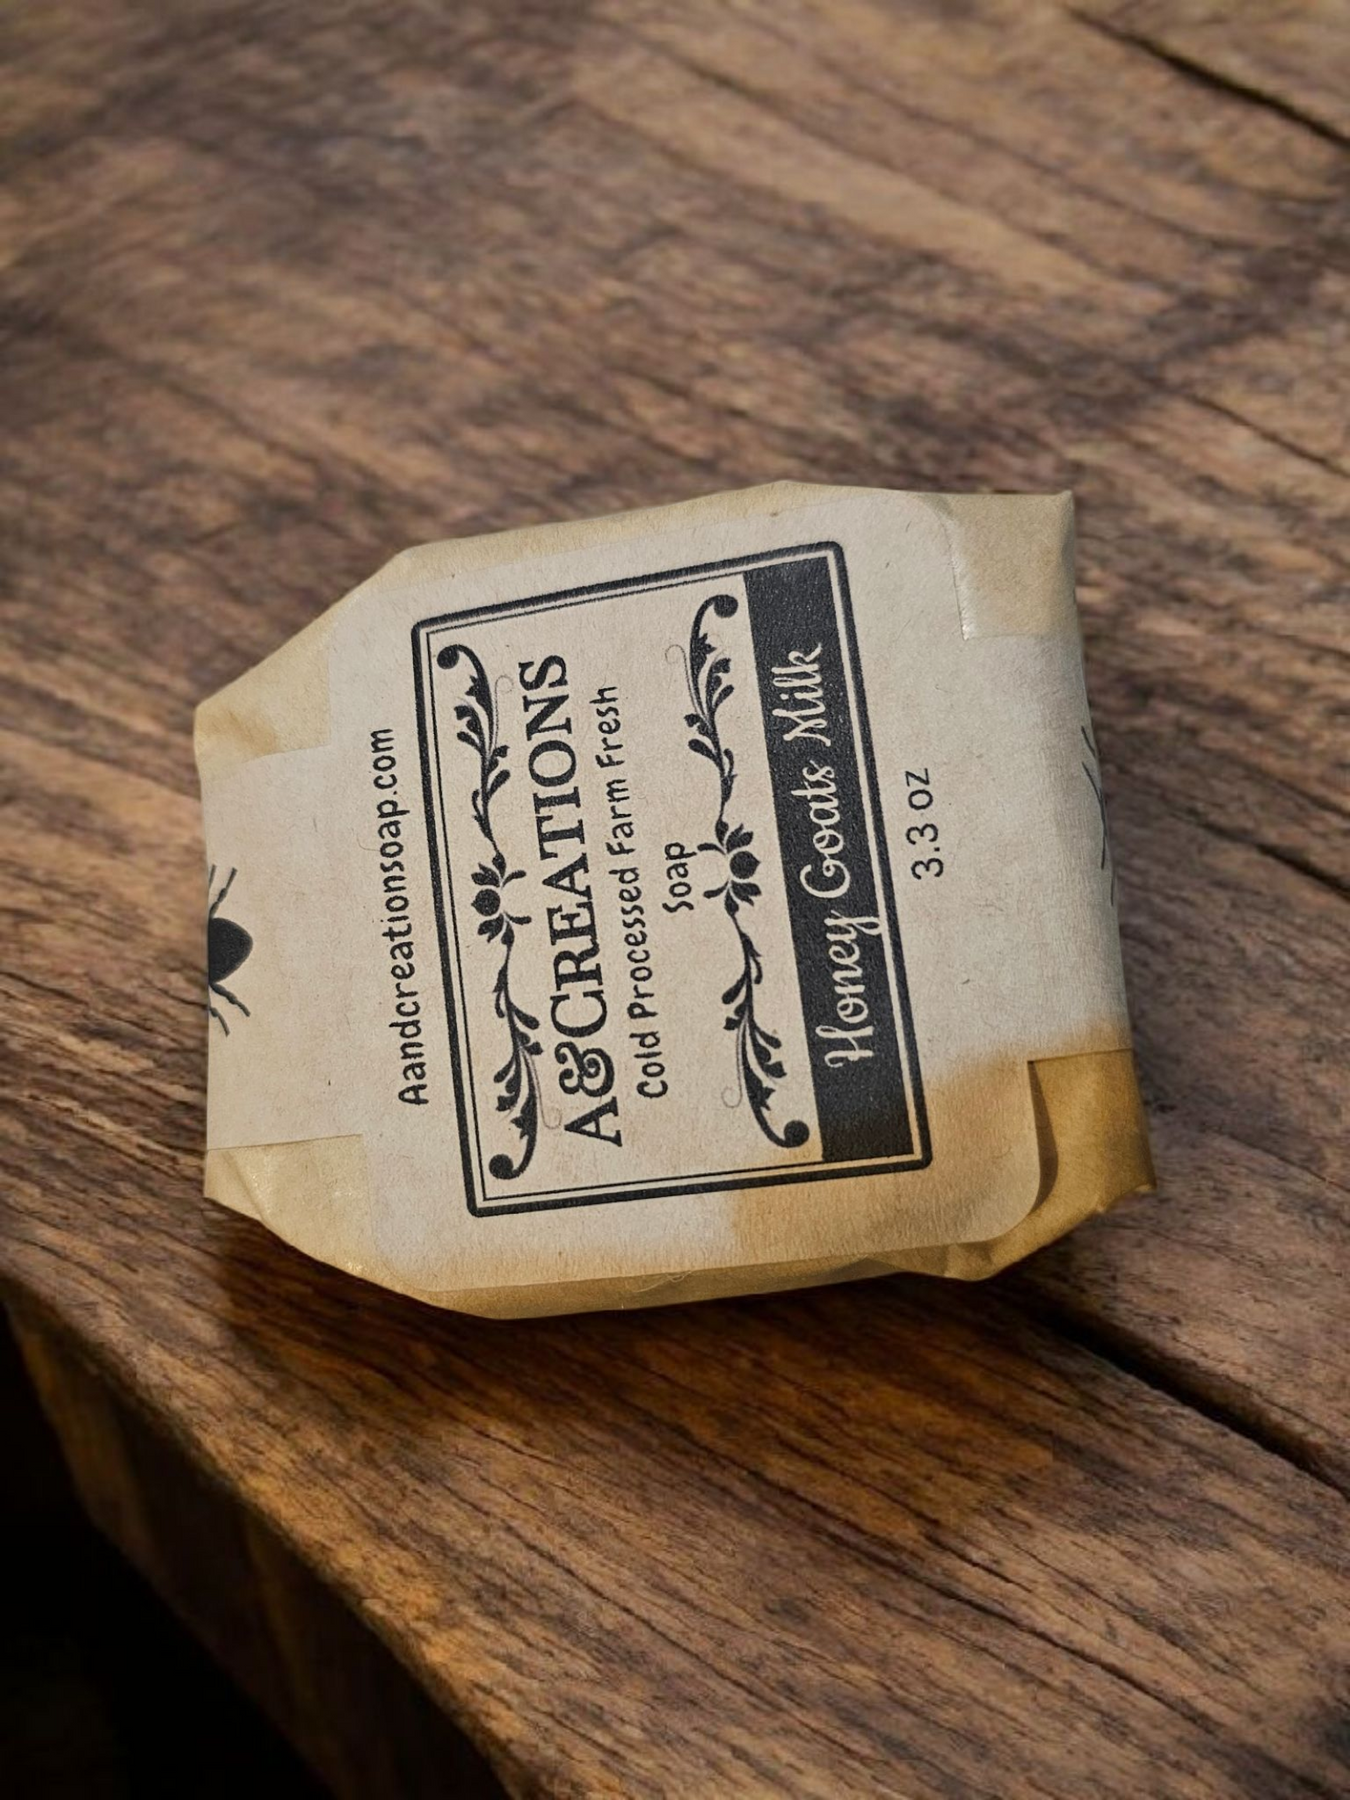 Aandcreationsoap.com
A&CREATIONS
Cold Processed Farm Fresh
Soap
Honey Goats Milk
3.3 oz